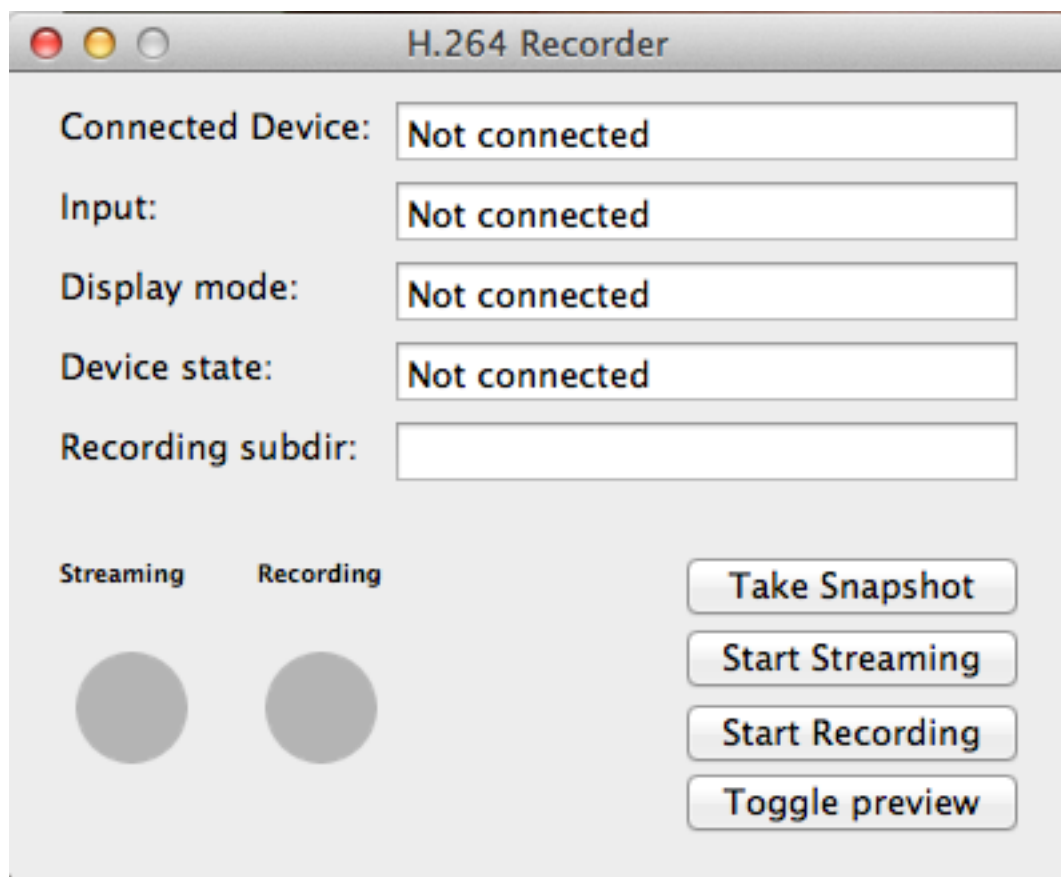 H.264 Recorder
Connected Device: Not connected
Input: Not connected
Display mode: Not connected
Device state: Not connected
Recording subdir:
Streaming Recording
Take Snapshot
Start Streaming
Start Recording
Toggle preview